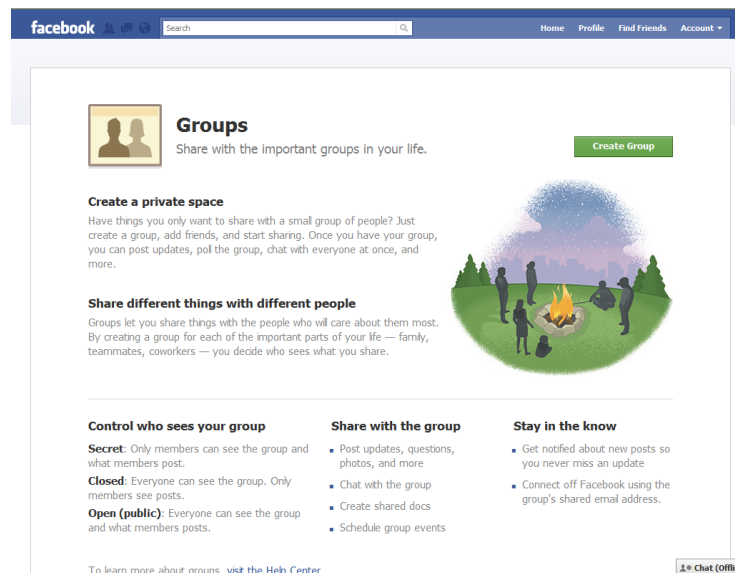 facebook
Search
Home Profile Find Friends Account
Groups
Share with the important groups in your life.
Create Group
Create a private space
Have things you only want to share with a small group of people? Just
create a group, add friends, and start sharing. Once you have your group,
you can post updates, poll the group, chat with everyone at once, and
more.
Share different things with different people
Groups let you share things with the people who will care about them most.
By creating a group for each of the important parts of your life — family,
teammates, coworkers — you decide who sees what you share.
Control who sees your group
Secret: Only members can see the group and
what members post.
Closed: Everyone can see the group. Only
members see posts.
Open (public): Everyone can see the group
and what members posts.
Share with the group
Post updates, questions,
photos, and more
Chat with the group
Create shared docs
Schedule group events
Stay in the know
Get notified about new posts so
you never miss an update
Connect off Facebook using the
group's shared email address.
To learn more about groups, visit the Help Center
Chat (Offli